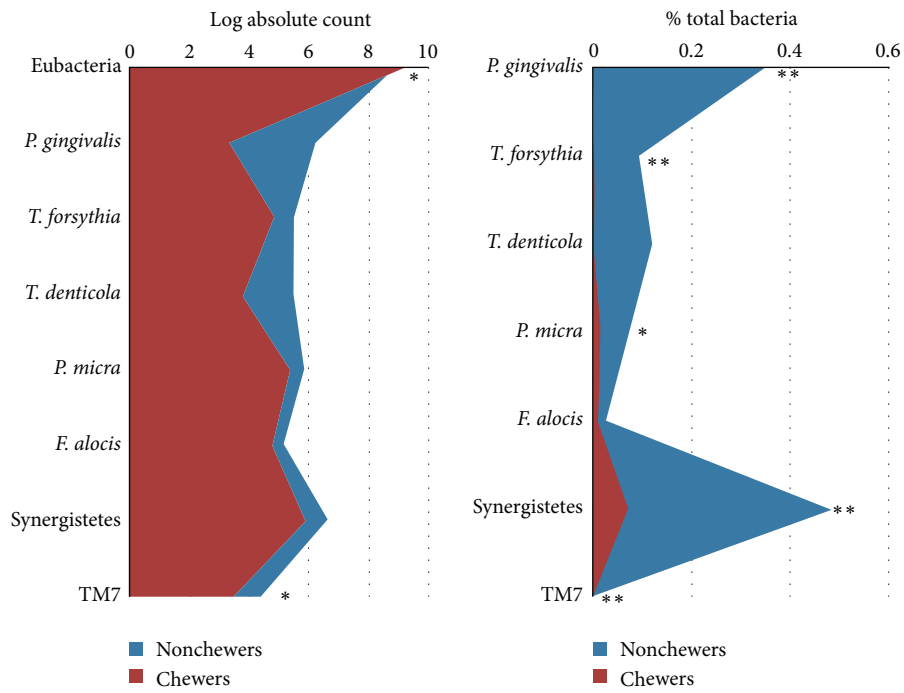 Log absolute count
0 2 4 6 8 10
Eubacteria
*
P. gingivalis
T. forsythia
T. denticola
P. micra
F. alocis
Synergistetes
TM7
*
Nonchewers
Chewers
% total bacteria
0 0.2 0.4 0.6
P. gingivalis
**
T. forsythia
**
T. denticola
P. micra
*
F. alocis
Synergistetes
**
TM7
**
Nonchewers
Chewers